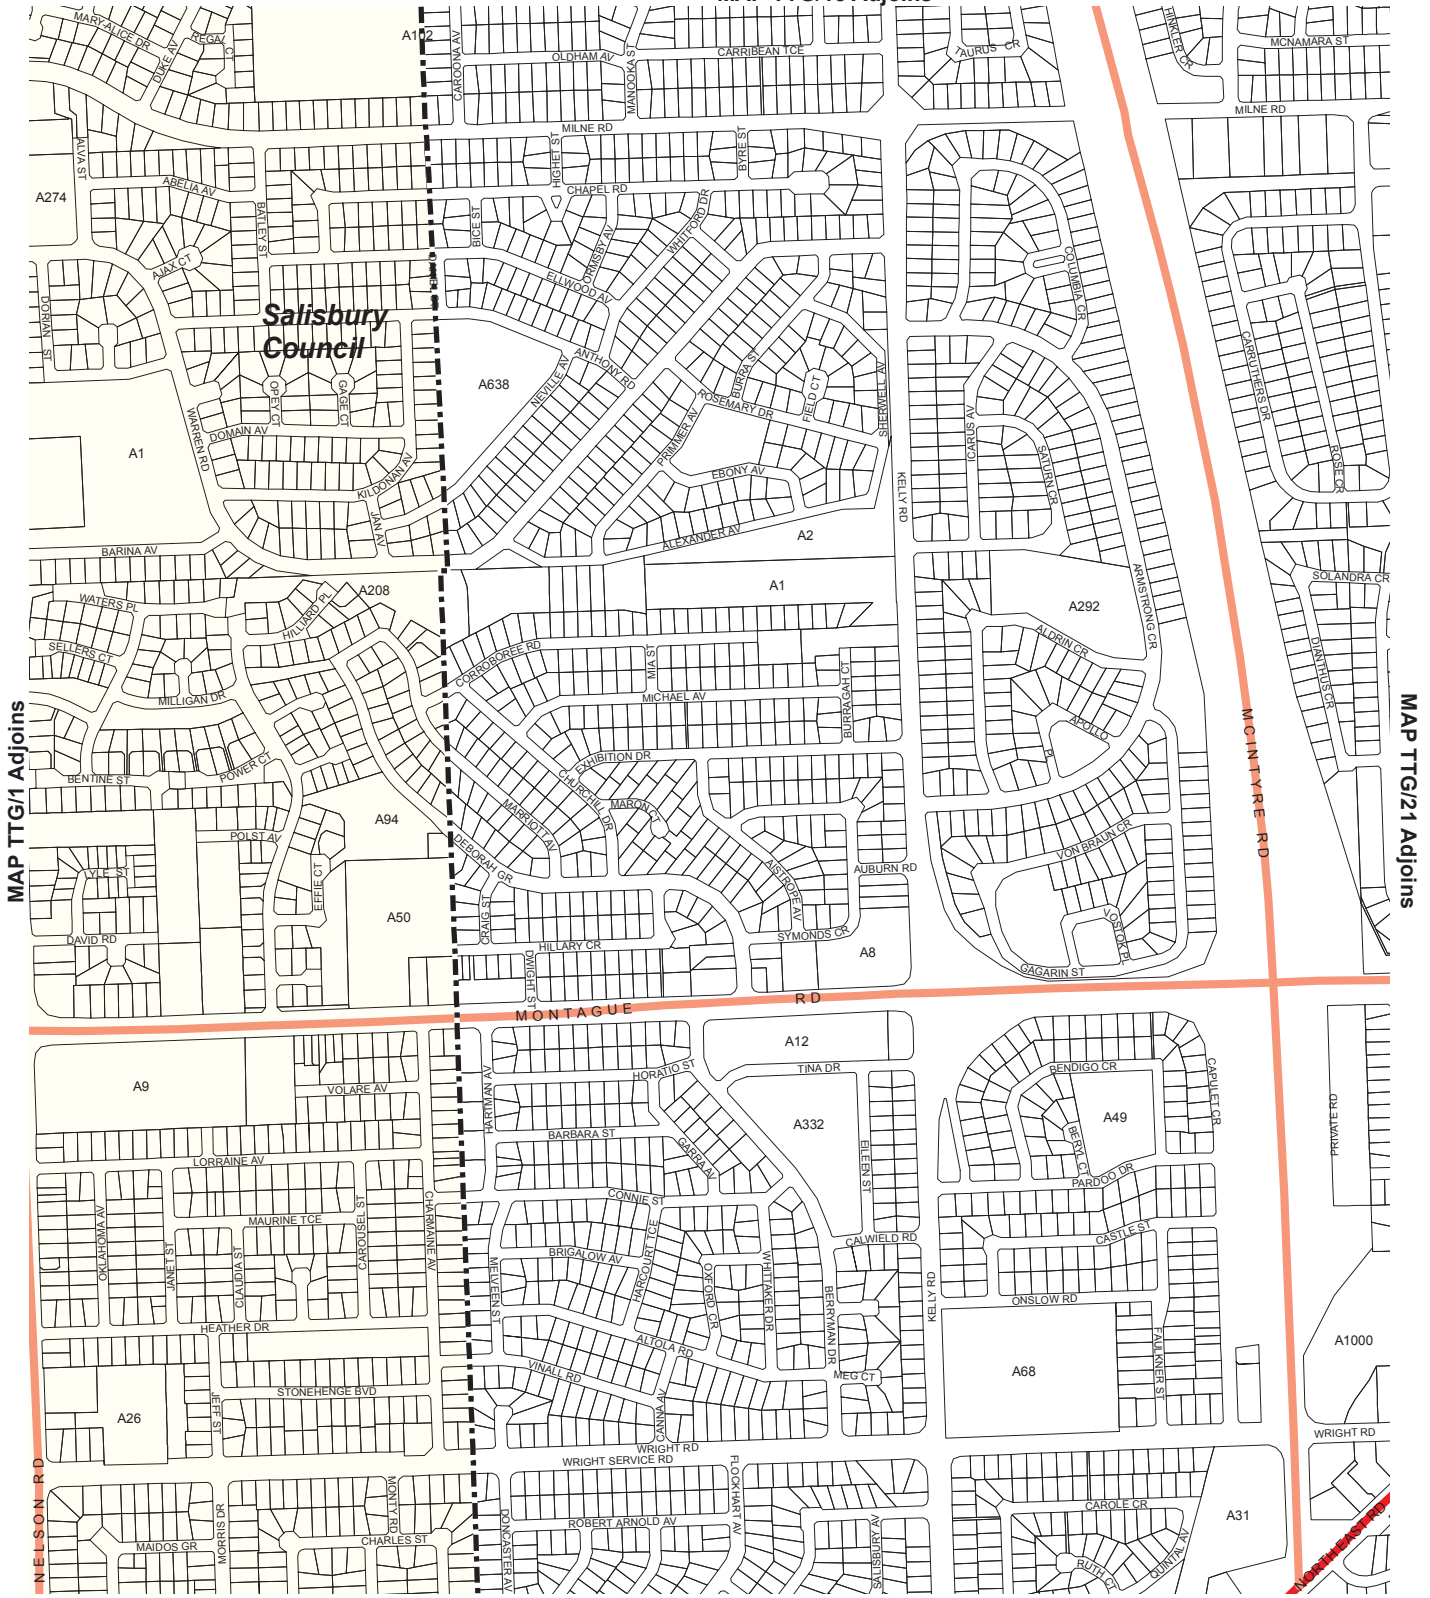 MARY ALICE DR
DUKE AV
CT
A102
CAROONA AV
OLDHAM AV
MANOOKA ST
CARRIBEAN TCE
TAURUS CR
HINKLER CR
MCNAMARA ST
MILNE RD
MILNE RD
ALVA ST
HIGHET ST
BYRE ST
A274
ABELIA AV
CHAPEL RD
BATLEY ST
BICE ST
ORMSBY AV
WHITFORD DR
AJAX CT
ELLWOOD AV
COLUMBIA CR
DORIAN ST
Salisbury
Council
CARRUTHERS DR
ANTHONY RD
NEVILLE AV
A638
BURRA ST
FIELD CT
SHERWELL AV
OPEY CT
GAGE CT
ROSEMARY DR
PRIMMER AV
WARREN RD
DOMAIN AV
ICARUS AV
SATURN CR
ROSE CR
A1
KILDONAN AV
EBONY AV
KELLY RD
JAN AV
ALEXANDER AV
A2
BARINA AV
ARMSTRONG CR
SOLANDRA CR
A208
A1
A292
WATERS PL
HILLIARD PL
ALDRIN CR
SELLERS CT
CORROBOREE RD
MIA ST
BURRAGAH CT
DIANTHUS CR
MILLIGAN DR
MICHAEL AV
APOLLO
PL
MAP TTG/1 Adjoins
MAP TTG/21 Adjoins
MCINTYRE RD
BENTINE ST
POWER CT
EXHIBITION DR
CHURCHILL DR
MARON CT
MARRIOTT AV
POLST AV
A94
DEBORAH GR
VON BRAUN CR
LYLE ST
EFFIE CT
AISTROPE AV
AUBURN RD
A50
CRAIG ST
DAVID RD
HILLARY CR
SYMONDS CR
VOSTOK PL
A8
DWIGHT ST
GAGARIN ST
MONTAGUE RD
A12
A9
VOLARE AV
HARTMAN AV
HORATIO ST
TINA DR
BENDIGO CR
CAPULET CR
PRIVATE RD
A332
A49
BARBARA ST
GARRA AV
EILEEN ST
BERYL CT
LORRAINE AV
PARDOO DR
OKLAHOMA AV
CAROUSEL ST
CHARMAINE AV
CONNIE ST
MAURINE TCE
HARCOURT TCE
CALWIELD RD
CASTLE ST
JANET ST
CLAUDIA ST
BRIGALOW AV
MELVEEN ST
OXFORD CR
WHITTAKER DR
BERRYMAN DR
KELLY RD
ONSLOW RD
HEATHER DR
ALTOLA RD
FAULKNER ST
A1000
VINALL RD
MEG CT
A68
STONEHENGE BVD
JEFF ST
A26
CANNA AV
WRIGHT RD
WRIGHT RD
WRIGHT SERVICE RD
NELSON RD
FLOCKHART AV
MONTY RD
MORRIS DR
DONCASTER AV
ROBERT ARNOLD AV
SALISBURY AV
CAROLE CR
A31
MAIDOS GR
CHARLES ST
RUTH CT
QUINTAL AV
NORTH EAST RD